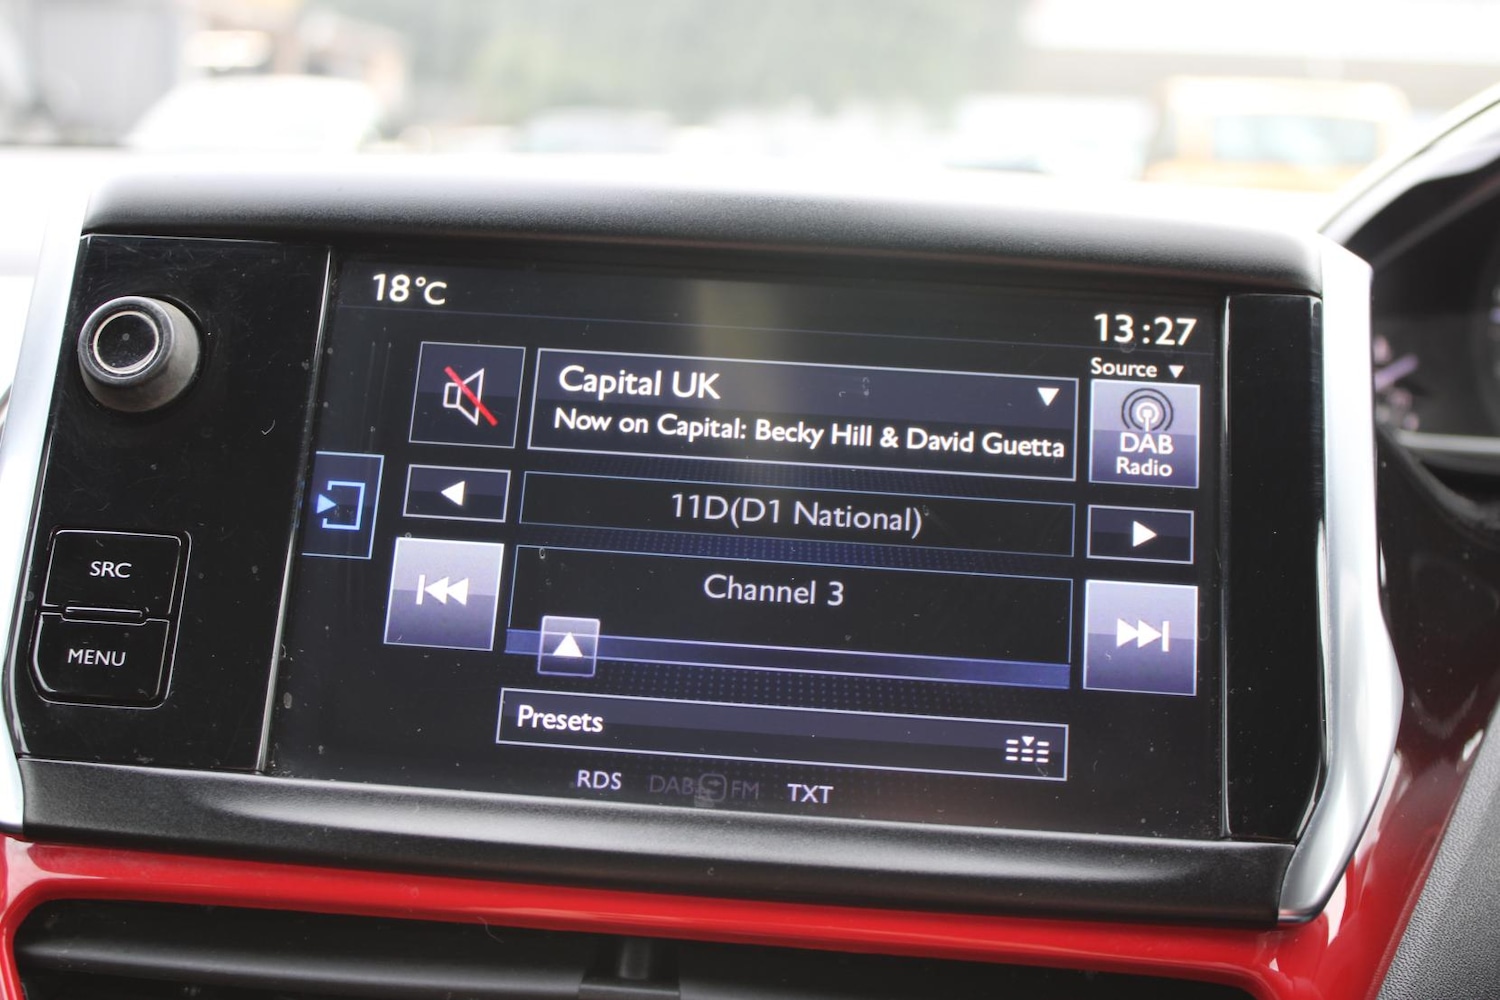 18°C
13:27
Source
Capital UK
Now on Capital: Becky Hill & David Guetta
DAB
Radio
11D(D1 National)
SRC
Channel 3
MENU
Presets
RDS DAB FM TXT